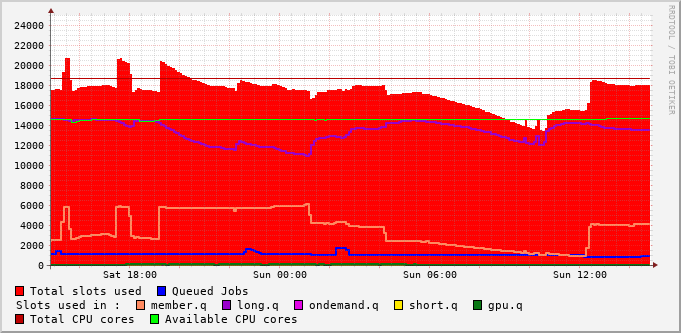 RRDTOOL / TOBI OETIKER
24000
22000
20000
18000
16000
14000
12000
10000
8000
6000
4000
2000
0
Sat 18:00 Sun 00:00 Sun 06:00 Sun 12:00
Total slots used Queued Jobs
Slots used in : member.q long.q ondemand.q short.q gpu.q
Total CPU cores Available CPU cores